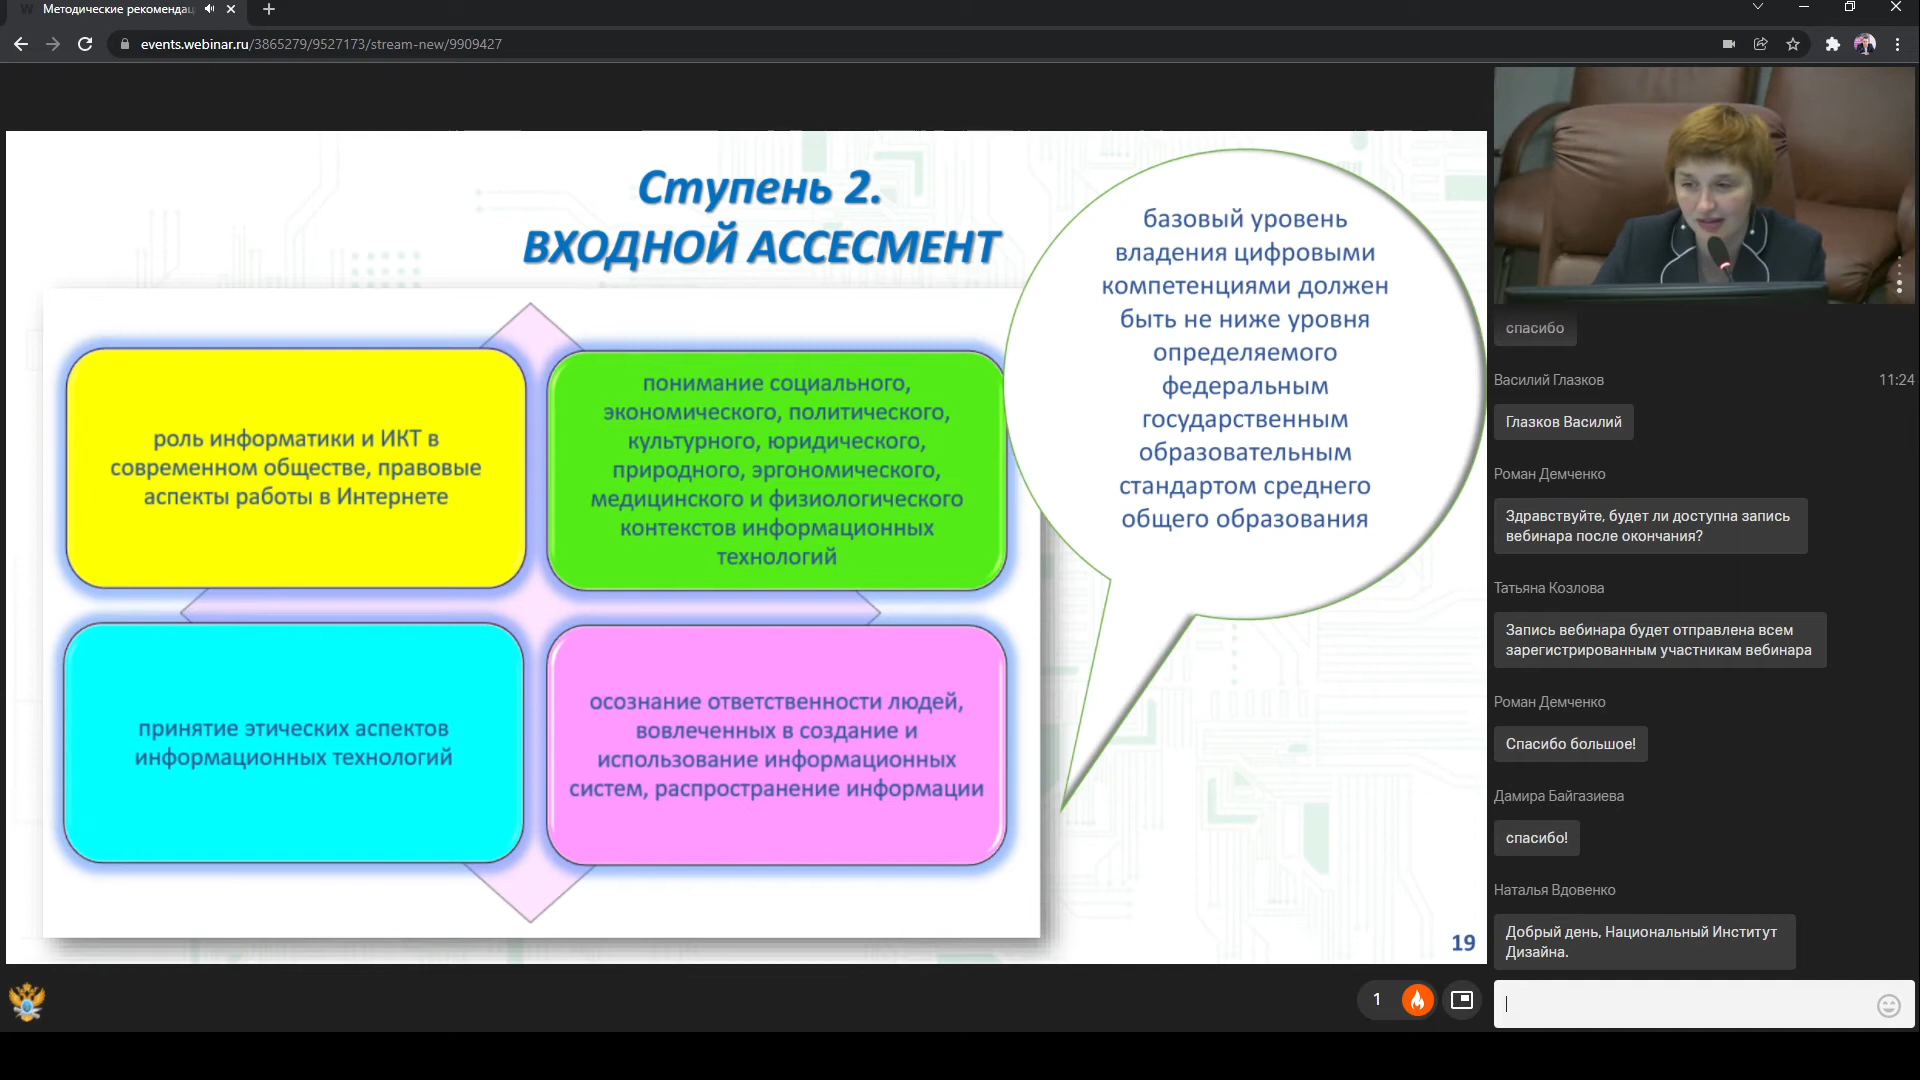 Методические рекомендац
events.webinar.ru/3865279/9527173/stream-new/9909427
Ступень 2.
ВХОДНОЙ АССЕСМЕНТ
роль информатики и ИКТ в
современном обществе, правовые
аспекты работы в Интернете
понимание социального,
экономического, политического,
культурного, юридического,
природного, эргономического,
медицинского и физиологического
контекстов информационных
технологий
принятие этических аспектов
информационных технологий
осознание ответственности людей,
вовлеченных в создание и
использование информационных
систем, распространение информации
базовый уровень
владения цифровыми
компетенциями должен
быть не ниже уровня
определяемого
федеральным
государственным
образовательным
стандартом среднего
общего образования
19
1
спасибо
Василий Глазков 11:24
Глазков Василий
Роман Демченко
Здравствуйте, будет ли доступна запись
вебинара после окончания?
Татьяна Козлова
Запись вебинара будет отправлена всем
зарегистрированным участникам вебинара
Роман Демченко
Спасибо большое!
Дамира Байгазиева
спасибо!
Наталья Вдовенко
Добрый день, Национальный Институт
Дизайна.